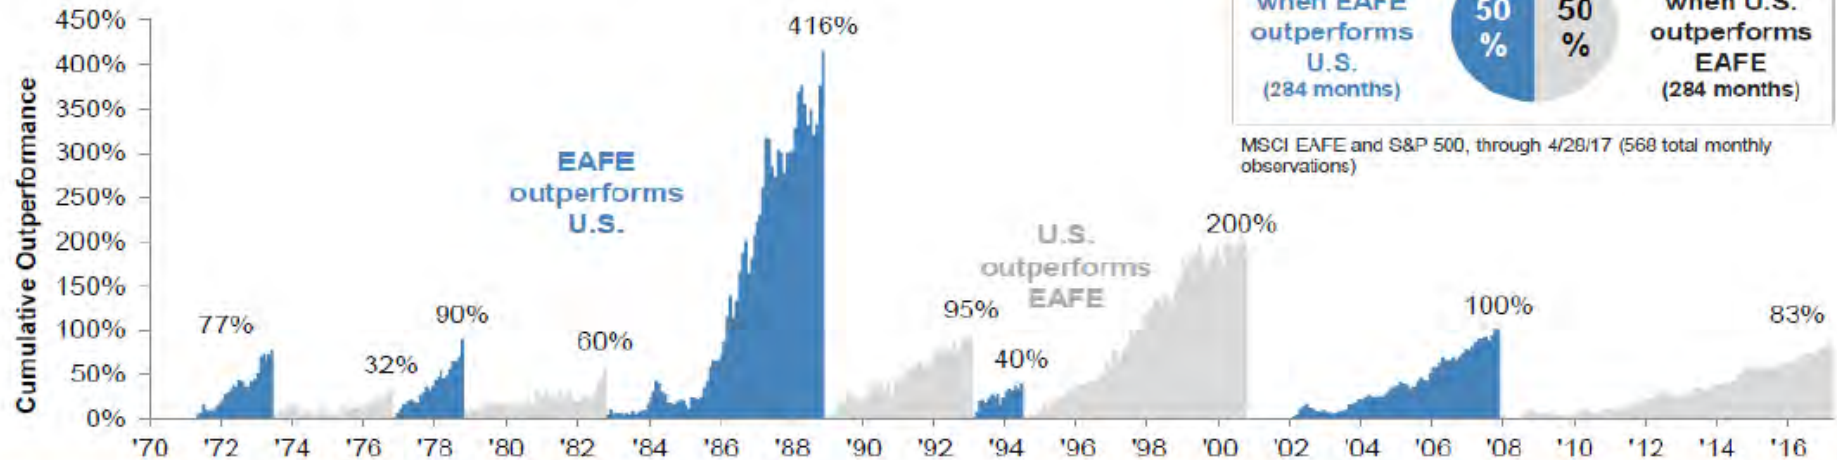 450%
400%
350%
300%
250%
200%
150%
100%
50%
0%
Cumulative Outperformance
77%
32%
90%
60%
416%
95%
40%
200%
100%
83%
EAFE
outperforms
U.S.
U.S.
outperforms
EAFE
when EAFE
outperforms
U.S.
(284 months)
50
%
50
%
when U.S.
outperforms
EAFE
(284 months)
MSCI EAFE and S&P 500, through 4/28/17 (568 total monthly
observations)
'70 '72 '74 '76 '78 '80 '82 '84 '86 '88 '90 '92 '94 '96 '98 '00 '02 '04 '06 '08 '10 '12 '14 '16